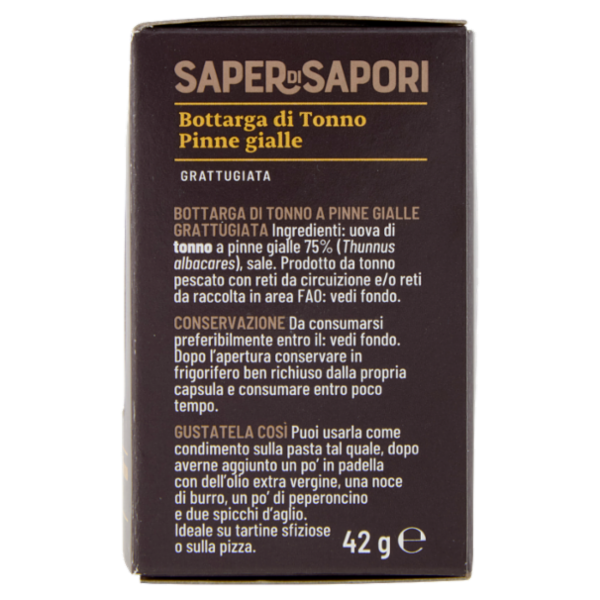 SAPER DI SAPORI
Bottarga di Tonno
Pinne gialle
GRATTUGIATA
BOTTARGA DI TONNO A PINNE GIALLE
GRATTÙGIATA Ingredienti: uova di
tonno a pinne gialle 75% (Thunnus
albacares), sale. Prodotto da tonno
pescato con reti da circuizione e/o reti
da raccolta in area FAO: vedi fondo.
CONSERVAZIONE Da consumarsi
preferibilmente entro il: vedi fondo.
Dopo l'apertura conservare in
frigorifero ben richiuso dalla propria
capsula e consumare entro poco
tempo.
GUSTATELA COSÌ Puoi usarla come
condimento sulla pasta tal quale, dopo
averne aggiunto un po' in padella
con dell'olio extra vergine, una noce
di burro, un po' di peperoncino
e due spicchi d'aglio.
Ideale su tartine sfiziose
o sulla pizza.
42 g ℮